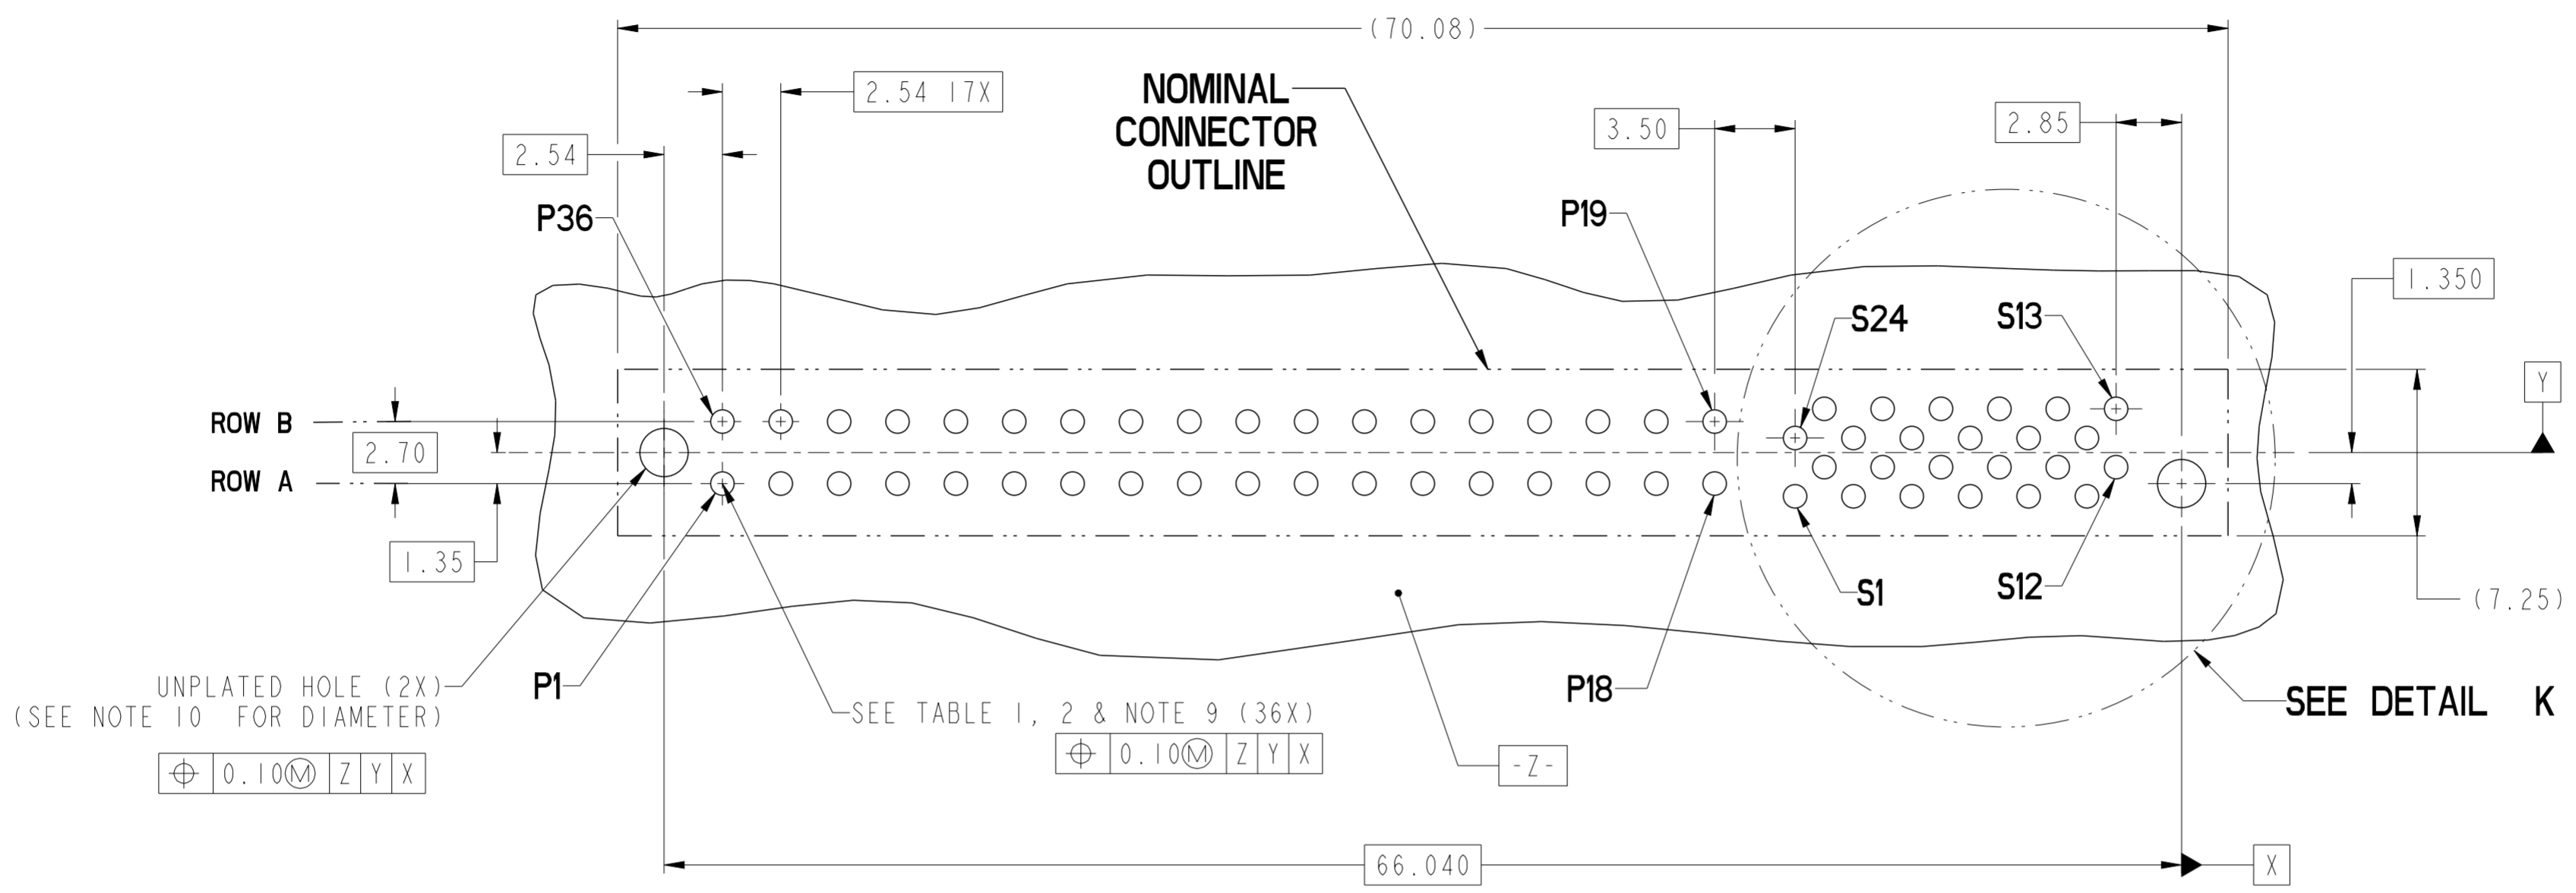 (70.08)
2.54 17X
NOMINAL
CONNECTOR
OUTLINE
3.50
2.85
2.54
P36
P19
1.350
S24
S13
Y
ROW B
2.70
ROW A
1.35
S1
S12
(7.25)
UNPLATED HOLE (2X)
(SEE NOTE 10 FOR DIAMETER)
P1
P18
SEE DETAIL K
SEE TABLE 1, 2 & NOTE 9 (36X)
⌖ 0.10Ⓜ Z Y X
⌖ 0.10Ⓜ Z Y X
-Z-
66.040
X